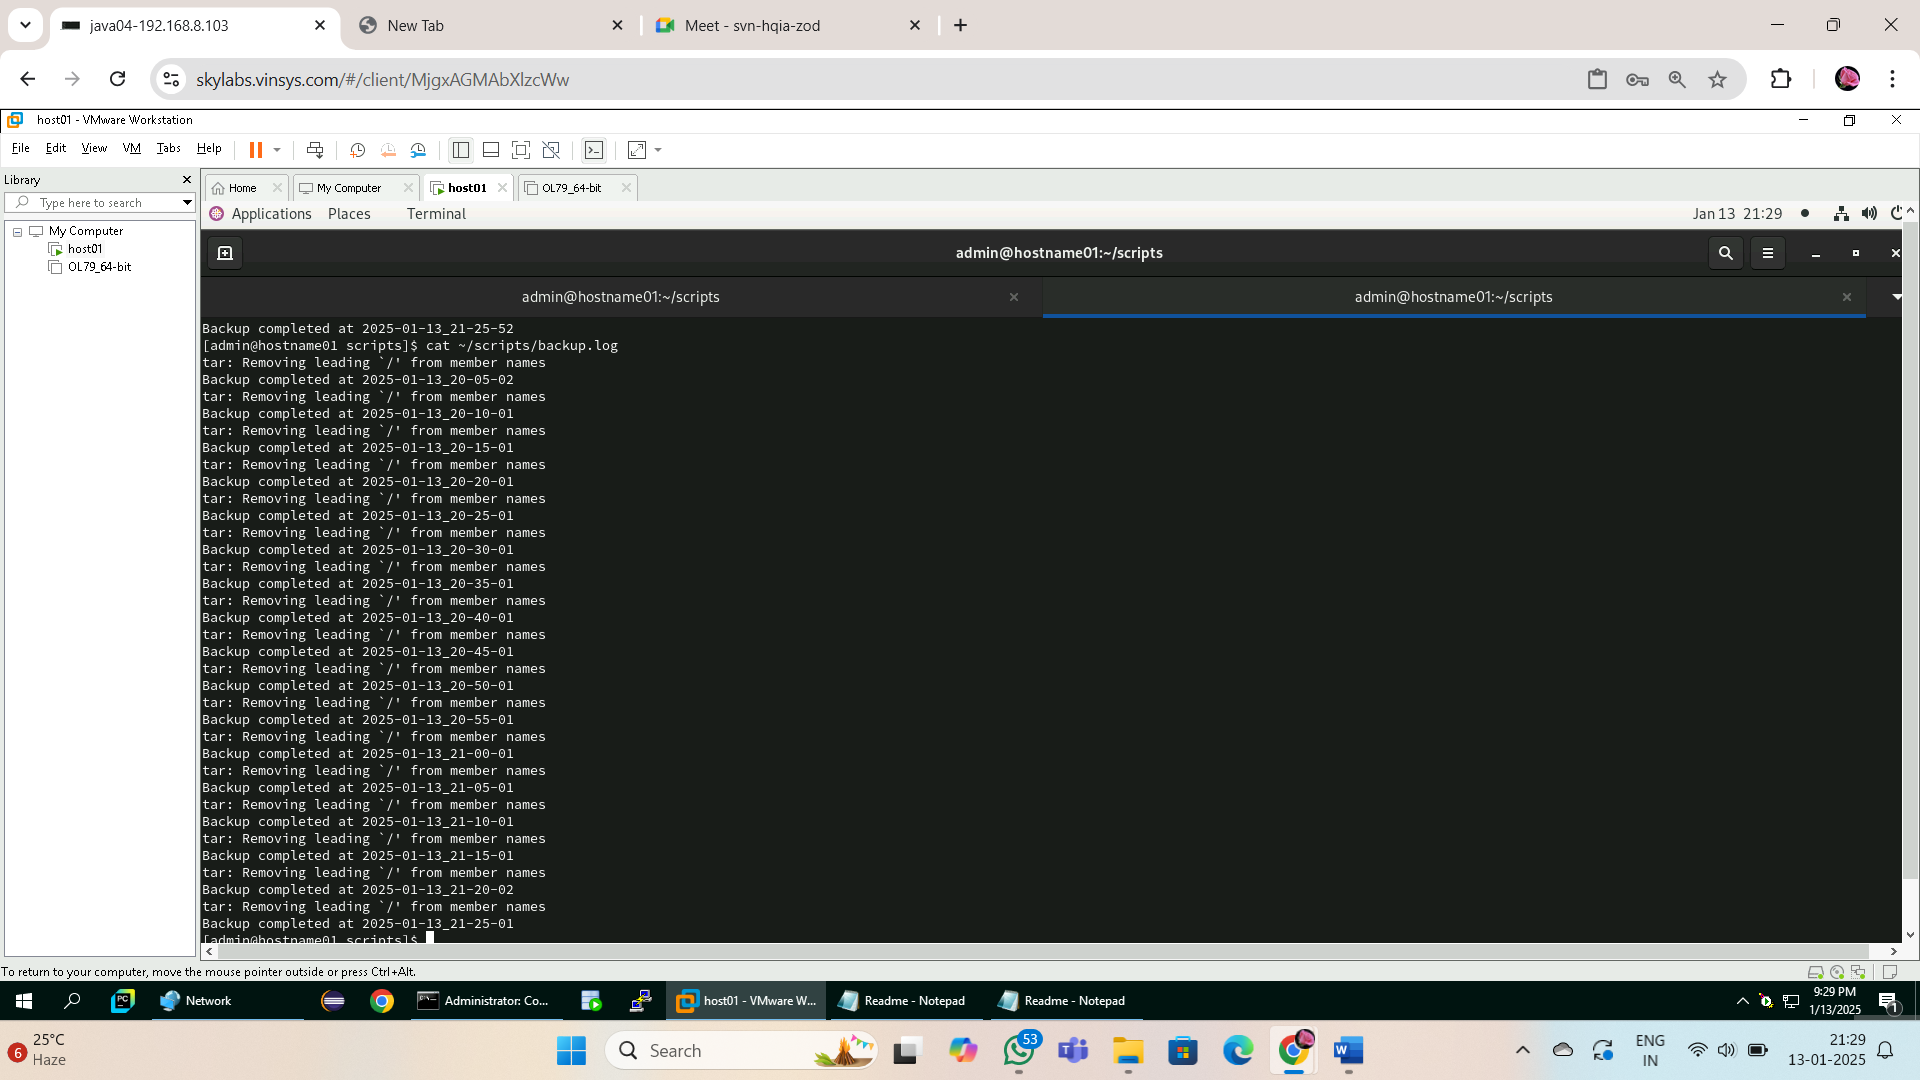 java04-192.168.8.103
New Tab
Meet - svn-hqia-zod
skylabs.vinsys.com/#/client/MjgxAGMAbXlzcWw
host01 - VMware Workstation
File Edit View VM Tabs Help
Library
Type here to search
My Computer
host01
OL79_64-bit
Home
My Computer
host01
OL79_64-bit
Applications Places Terminal
Jan 13 21:29
admin@hostname01:~/scripts
admin@hostname01:~/scripts
admin@hostname01:~/scripts
Backup completed at 2025-01-13_21-25-52
[admin@hostname01 scripts]$ cat ~/scripts/backup.log
tar: Removing leading `/' from member names
Backup completed at 2025-01-13_20-05-02
tar: Removing leading `/' from member names
Backup completed at 2025-01-13_20-10-01
tar: Removing leading `/' from member names
Backup completed at 2025-01-13_20-15-01
tar: Removing leading `/' from member names
Backup completed at 2025-01-13_20-20-01
tar: Removing leading `/' from member names
Backup completed at 2025-01-13_20-25-01
tar: Removing leading `/' from member names
Backup completed at 2025-01-13_20-30-01
tar: Removing leading `/' from member names
Backup completed at 2025-01-13_20-35-01
tar: Removing leading `/' from member names
Backup completed at 2025-01-13_20-40-01
tar: Removing leading `/' from member names
Backup completed at 2025-01-13_20-45-01
tar: Removing leading `/' from member names
Backup completed at 2025-01-13_20-50-01
tar: Removing leading `/' from member names
Backup completed at 2025-01-13_20-55-01
tar: Removing leading `/' from member names
Backup completed at 2025-01-13_21-00-01
tar: Removing leading `/' from member names
Backup completed at 2025-01-13_21-05-01
tar: Removing leading `/' from member names
Backup completed at 2025-01-13_21-10-01
tar: Removing leading `/' from member names
Backup completed at 2025-01-13_21-15-01
tar: Removing leading `/' from member names
Backup completed at 2025-01-13_21-20-02
tar: Removing leading `/' from member names
Backup completed at 2025-01-13_21-25-01
[admin@hostname01 scripts]$
To return to your computer, move the mouse pointer outside or press Ctrl+Alt.
PC
Network
Administrator: Co...
host01 - VMware W...
Readme - Notepad
Readme - Notepad
9:29 PM
1/13/2025
1
6
25°C
Haze
Search
53
W
ENG
IN
21:29
13-01-2025